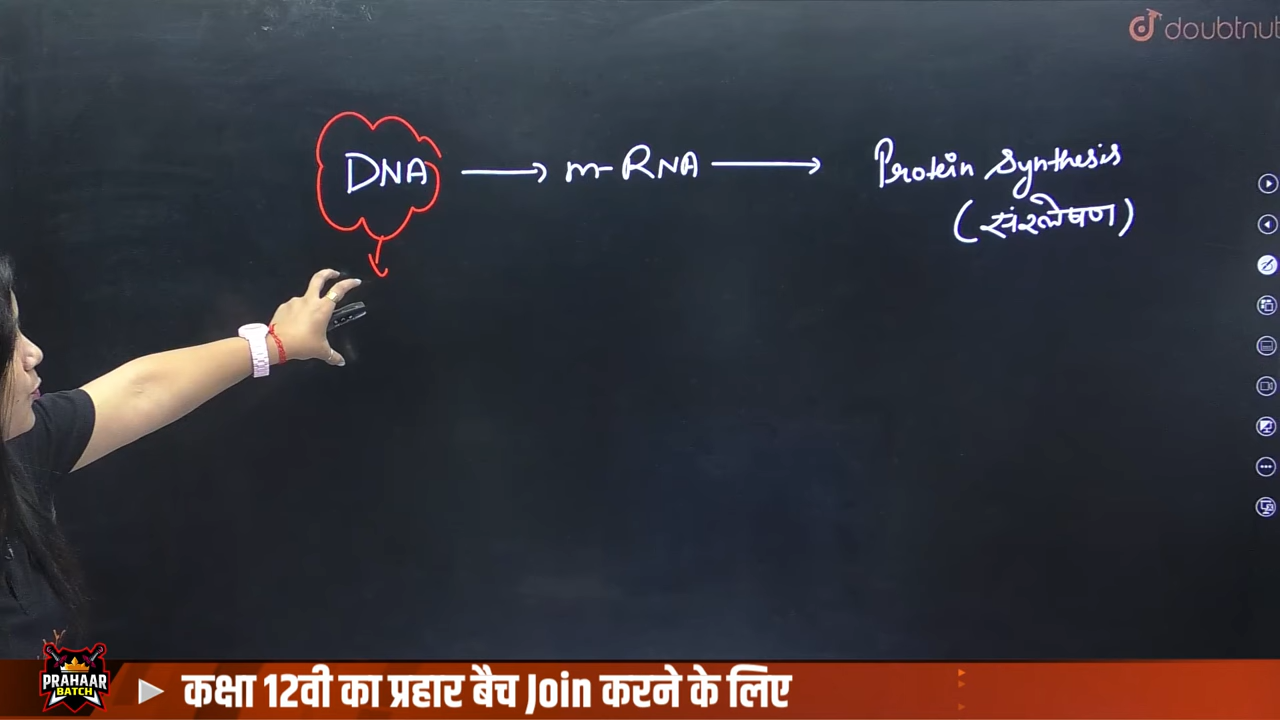 doubtnut
DNA → m-RNA → Protein Synthesis
(संश्लेषण)
PRAHAAR
BATCH
कक्षा 12वी का प्रहार बैच Join करने के लिए